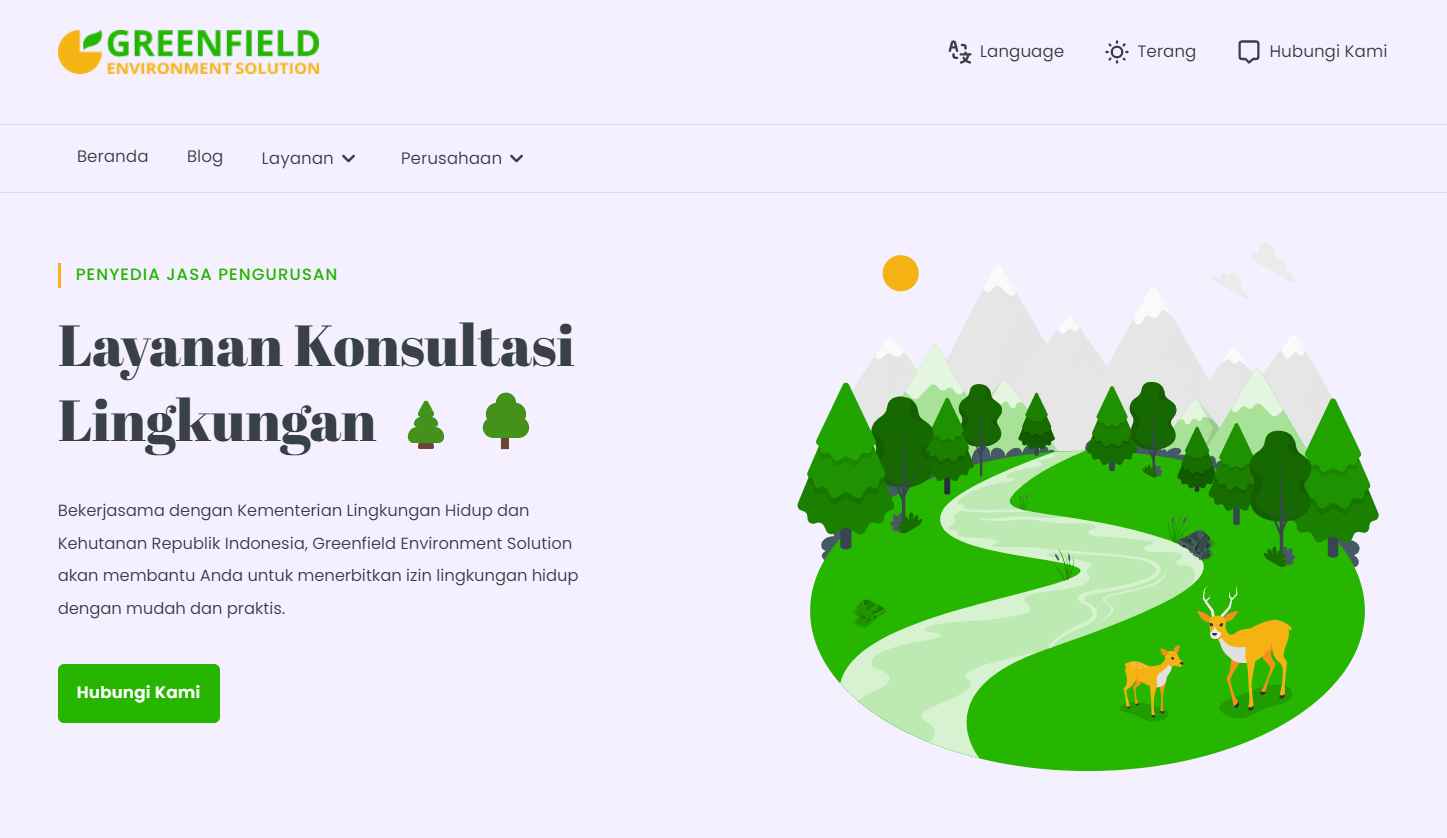 GREENFIELD
ENVIRONMENT SOLUTION
Language
Terang
Hubungi Kami
Beranda
Blog
Layanan
Perusahaan
PENYEDIA JASA PENGURUSAN
Layanan Konsultasi
Lingkungan
Bekerjasama dengan Kementerian Lingkungan Hidup dan
Kehutanan Republik Indonesia, Greenfield Environment Solution
akan membantu Anda untuk menerbitkan izin lingkungan hidup
dengan mudah dan praktis.
Hubungi Kami